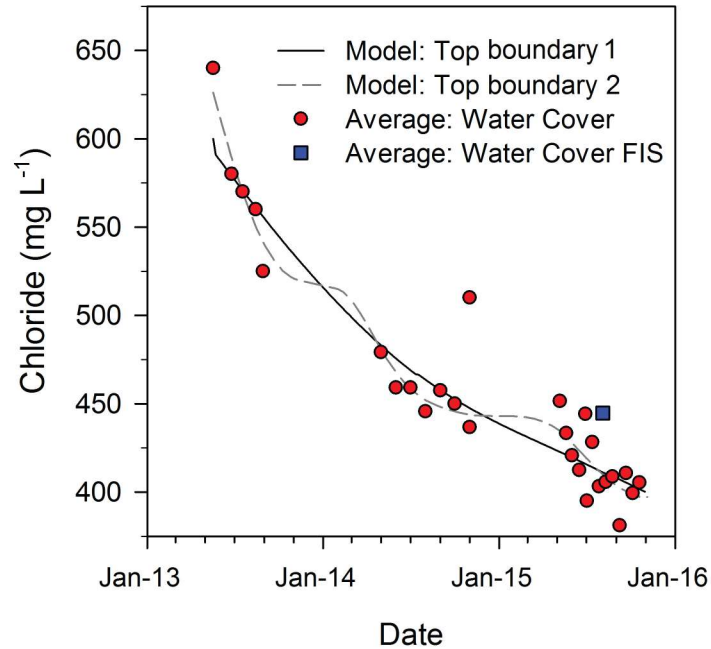 Model: Top boundary 1
Model: Top boundary 2
Average: Water Cover
Average: Water Cover FIS
Chloride (mg L⁻¹)
650
600
550
500
450
400
Jan-13 Jan-14 Jan-15 Jan-16
Date